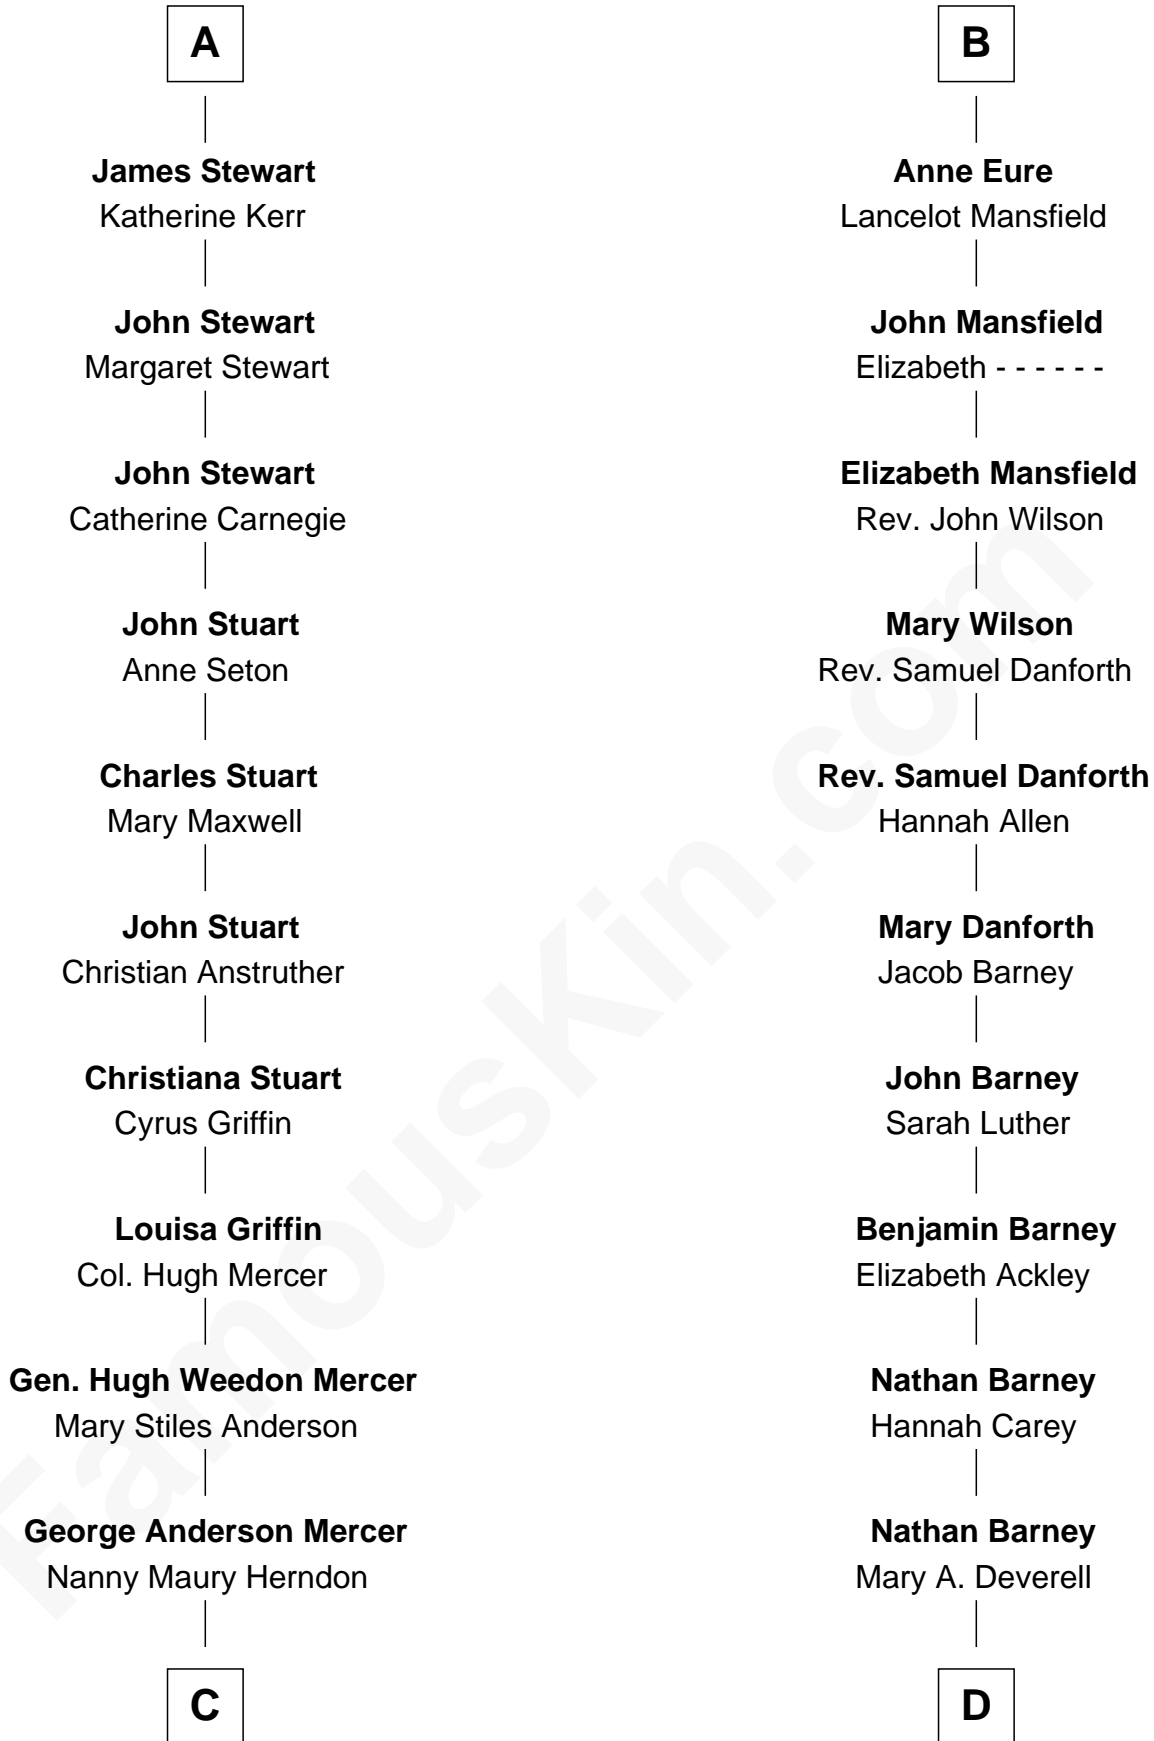 A
James Stewart
Katherine Kerr
John Stewart
Margaret Stewart
John Stewart
Catherine Carnegie
John Stuart
Anne Seton
Charles Stuart
Mary Maxwell
John Stuart
Christian Anstruther
Christiana Stuart
Cyrus Griffin
Louisa Griffin
Col. Hugh Mercer
Gen. Hugh Weedon Mercer
Mary Stiles Anderson
George Anderson Mercer
Nanny Maury Herndon
C
B
Anne Eure
Lancelot Mansfield
John Mansfield
Elizabeth - - - - - -
Elizabeth Mansfield
Rev. John Wilson
Mary Wilson
Rev. Samuel Danforth
Rev. Samuel Danforth
Hannah Allen
Mary Danforth
Jacob Barney
John Barney
Sarah Luther
Benjamin Barney
Elizabeth Ackley
Nathan Barney
Hannah Carey
Nathan Barney
Mary A. Deverell
D
FamousKin.com